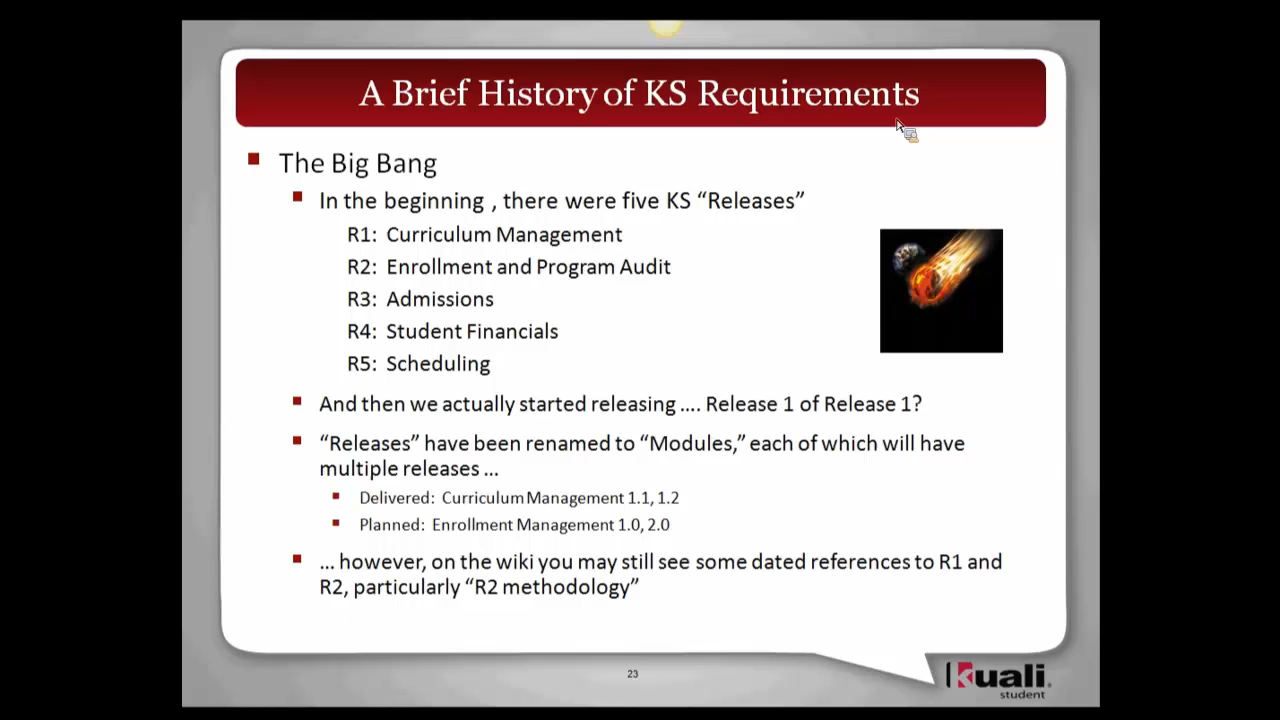 A Brief History of KS Requirements
The Big Bang
In the beginning , there were five KS “Releases”
R1: Curriculum Management
R2: Enrollment and Program Audit
R3: Admissions
R4: Student Financials
R5: Scheduling
And then we actually started releasing .... Release 1 of Release 1?
“Releases” have been renamed to “Modules,” each of which will have
multiple releases ...
Delivered: Curriculum Management 1.1, 1.2
Planned: Enrollment Management 1.0, 2.0
... however, on the wiki you may still see some dated references to R1 and
R2, particularly “R2 methodology”
23
kuali
student